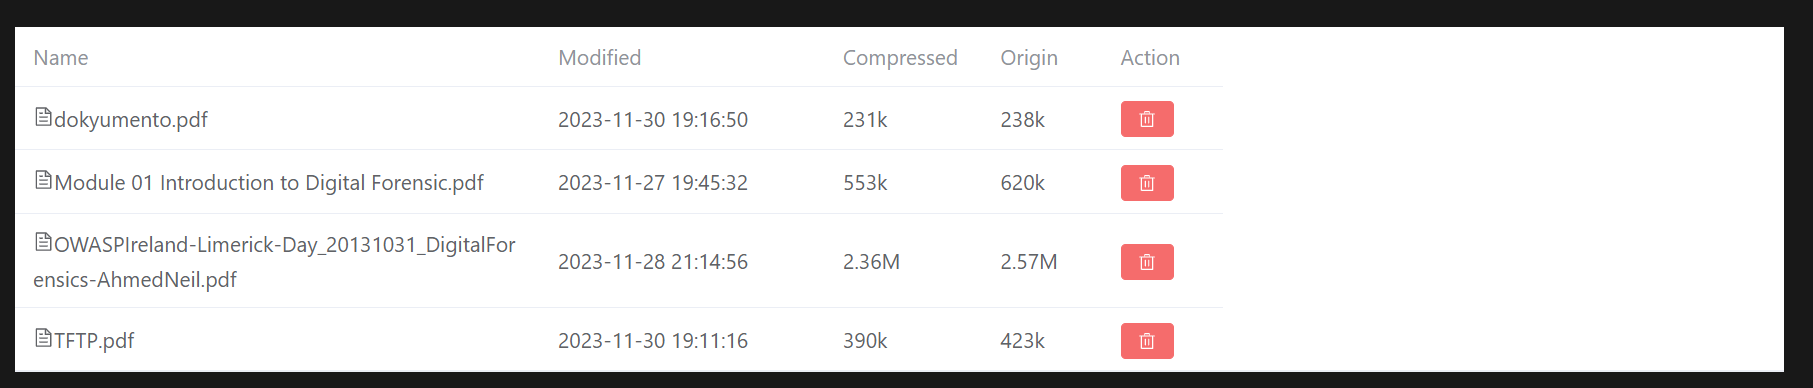 Name Modified Compressed Origin Action
dokyumento.pdf 2023-11-30 19:16:50 231k 238k
Module 01 Introduction to Digital Forensic.pdf 2023-11-27 19:45:32 553k 620k
OWASPIreland-Limerick-Day_20131031_DigitalFor
ensics-AhmedNeil.pdf 2023-11-28 21:14:56 2.36M 2.57M
TFTP.pdf 2023-11-30 19:11:16 390k 423k